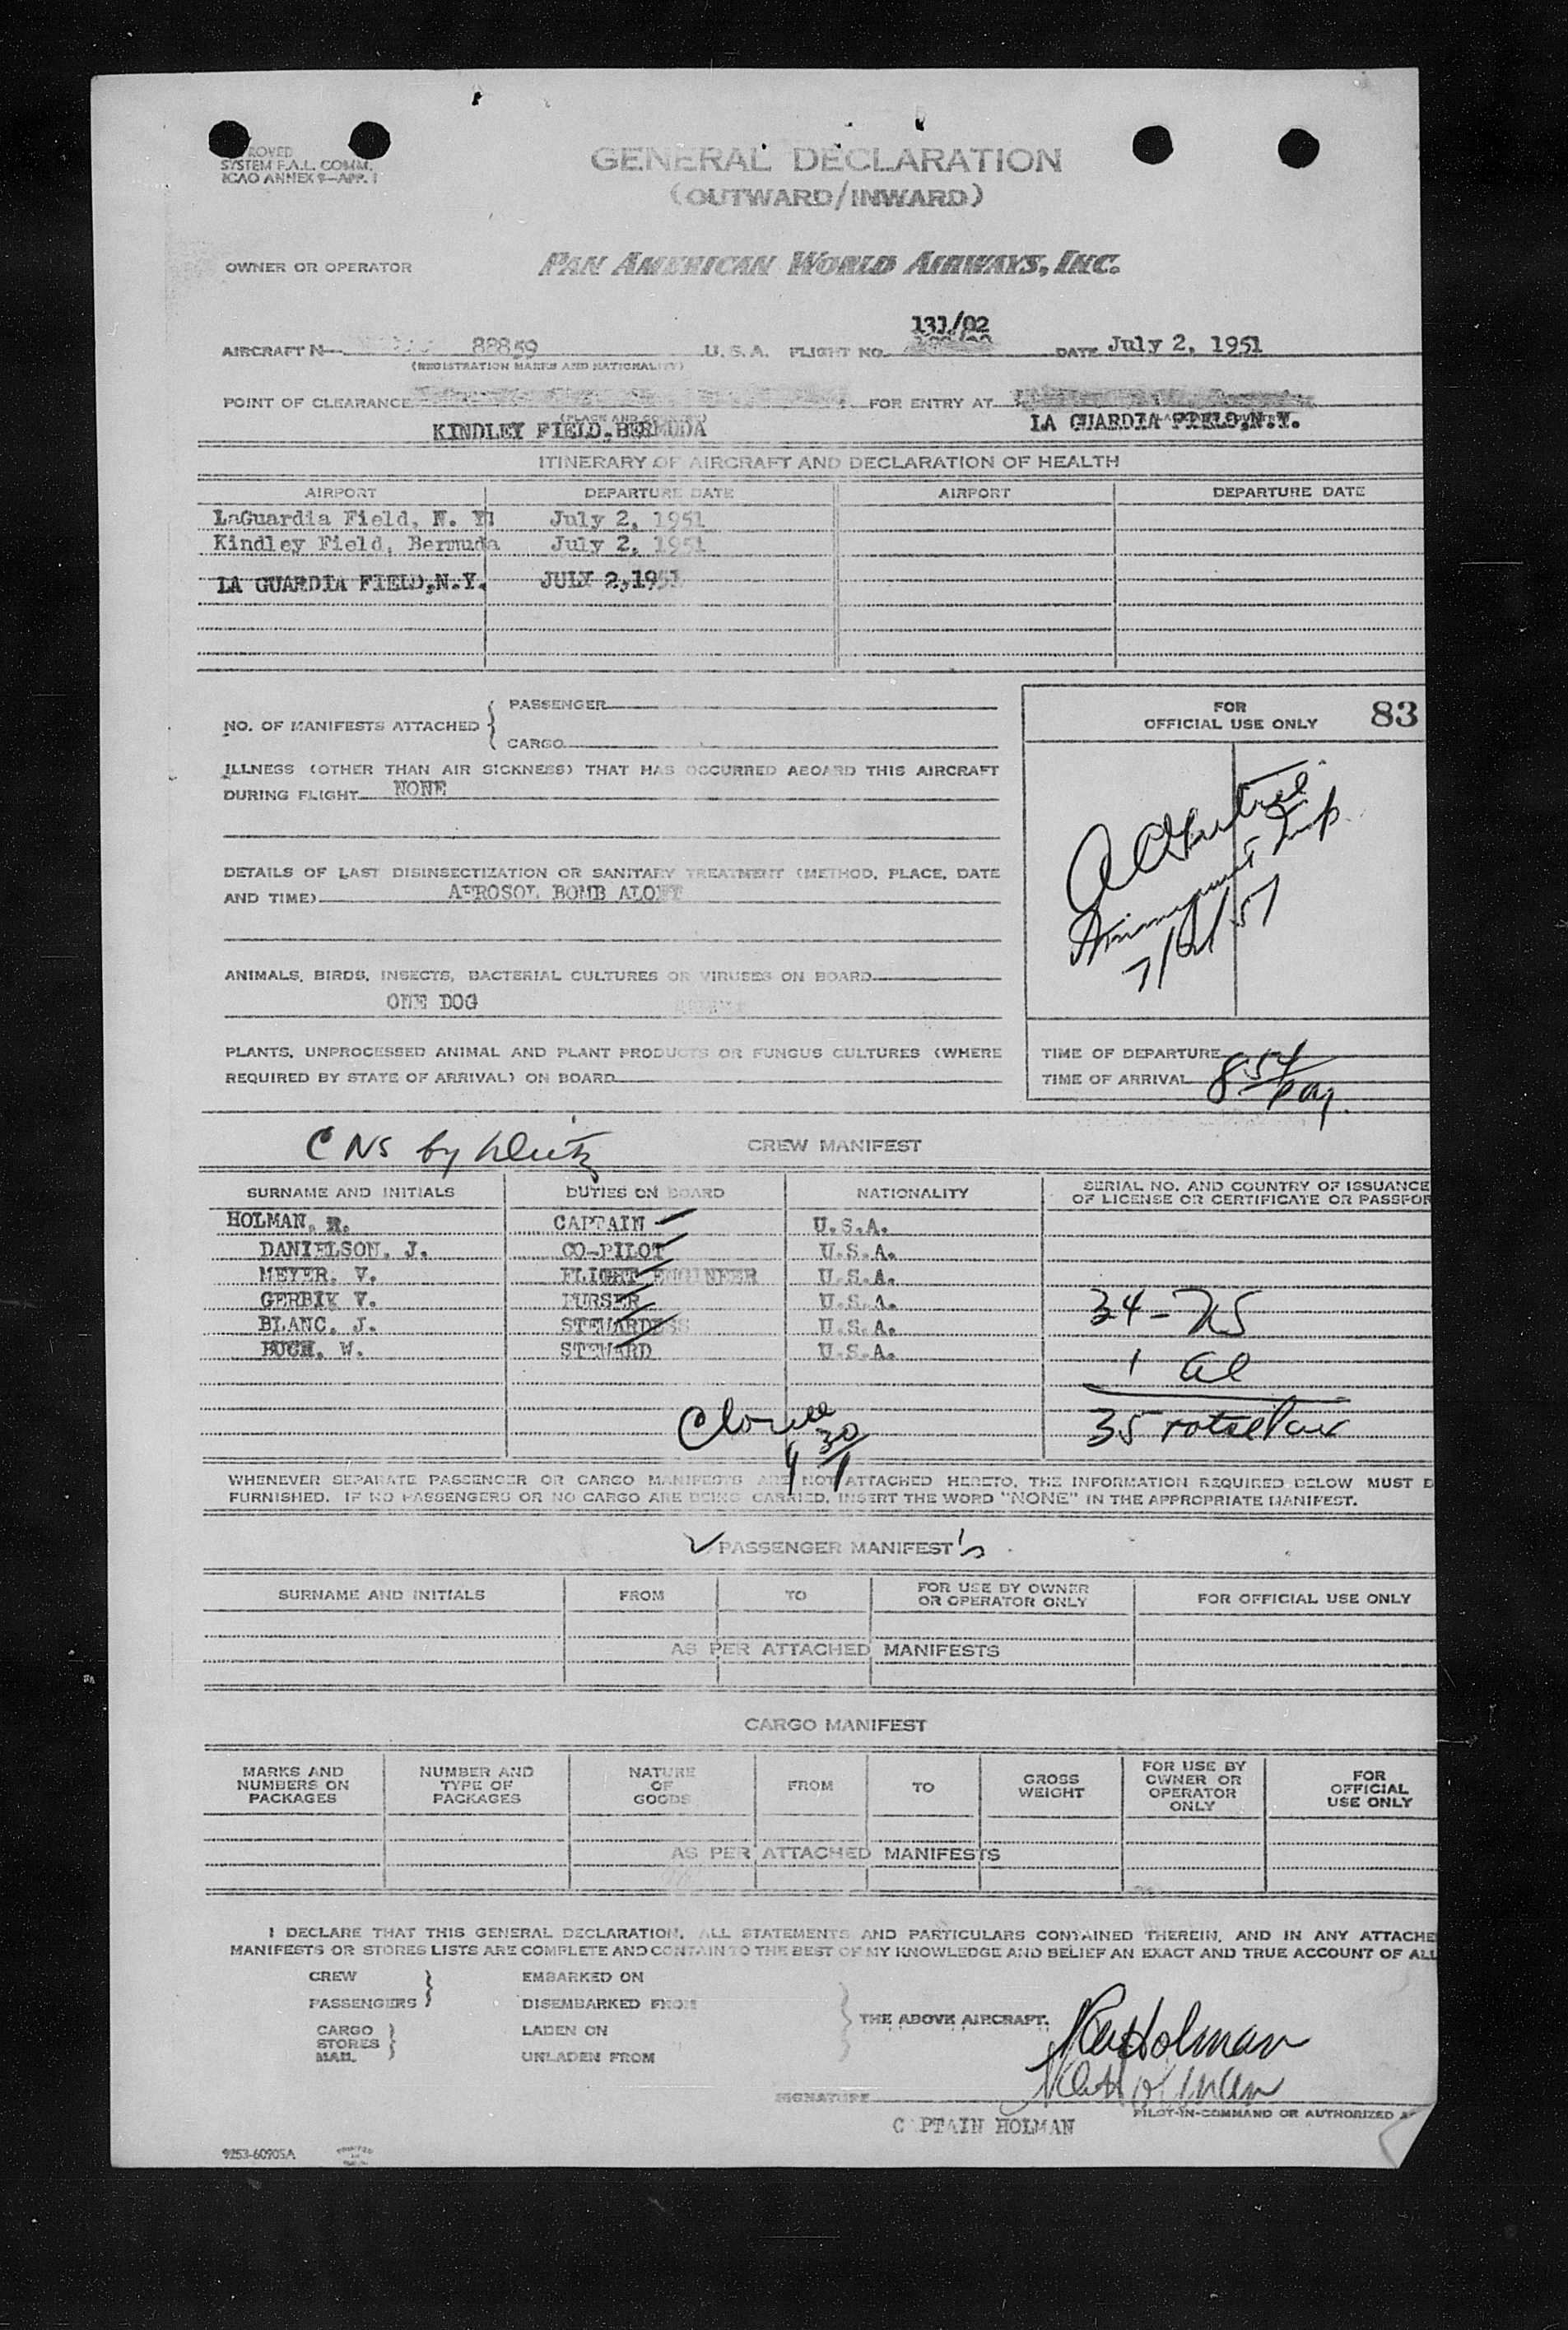 SYSTEM F.A.L. COMM.
ICAO ANNEX 9-APP. 1
GENERAL DECLARATION
(OUTWARD/INWARD)
OWNER OR OPERATOR PAN AMERICAN WORLD AIRWAYS, INC.
131/02
AIRCRAFT N 88859 U. S. A. FLIGHT NO. DATE July 2, 1951
(REGISTRATION MARKS AND NATIONALITY)
POINT OF CLEARANCE FOR ENTRY AT
(PLACE AND COUNTRY)
KINDLEY FIELD, BERMUDA LA GUARDIA FIELD, N.Y.
ITINERARY OF AIRCRAFT AND DECLARATION OF HEALTH
AIRPORT DEPARTURE DATE AIRPORT DEPARTURE DATE
LaGuardia Field, N. Y. July 2, 1951
Kindley Field, Bermuda July 2, 1951
LA GUARDIA FIELD, N.Y. JULY 2, 1951
NO. OF MANIFESTS ATTACHED { PASSENGER
CARGO
FOR
OFFICIAL USE ONLY 83
ILLNESS (OTHER THAN AIR SICKNESS) THAT HAS OCCURRED ABOARD THIS AIRCRAFT
DURING FLIGHT NONE
DETAILS OF LAST DISINSECTIZATION OR SANITARY TREATMENT (METHOD, PLACE, DATE
AND TIME) AEROSOL BOMB ALOFT
ANIMALS, BIRDS, INSECTS, BACTERIAL CULTURES OR VIRUSES ON BOARD
ONE DOG
PLANTS, UNPROCESSED ANIMAL AND PLANT PRODUCTS OR FUNGUS CULTURES (WHERE
REQUIRED BY STATE OF ARRIVAL) ON BOARD
TIME OF DEPARTURE
TIME OF ARRIVAL 8 54
CNS by CREW MANIFEST
SURNAME AND INITIALS DUTIES ON BOARD NATIONALITY SERIAL NO. AND COUNTRY OF ISSUANCE
OF LICENSE OR CERTIFICATE OR PASSPOR
HOLMAN, R. CAPTAIN U.S.A.
DANIELSON, J. CO-PILOT U.S.A.
MEYER, V. FLIGHT ENGINEER U.S.A.
GERBIK V. PURSER U.S.A. 34 - US
BLANC, J. STEWARDESS U.S.A.
BUCH, W. STEWARD U.S.A. 1 al
35 total
WHENEVER SEPARATE PASSENGER OR CARGO MANIFESTS ARE NOT ATTACHED HERETO, THE INFORMATION REQUIRED BELOW MUST B
FURNISHED. IF NO PASSENGERS OR NO CARGO ARE BEING CARRIED, INSERT THE WORD "NONE" IN THE APPROPRIATE MANIFEST.
PASSENGER MANIFEST's
SURNAME AND INITIALS FROM TO FOR USE BY OWNER
OR OPERATOR ONLY FOR OFFICIAL USE ONLY
AS PER ATTACHED MANIFESTS
CARGO MANIFEST
MARKS AND
NUMBERS ON
PACKAGES NUMBER AND
TYPE OF
PACKAGES NATURE
OF
GOODS FROM TO GROSS
WEIGHT FOR USE BY
OWNER OR
OPERATOR
ONLY FOR
OFFICIAL
USE ONLY
AS PER ATTACHED MANIFESTS
I DECLARE THAT THIS GENERAL DECLARATION, ALL STATEMENTS AND PARTICULARS CONTAINED THEREIN, AND IN ANY ATTACHE
MANIFESTS OR STORES LISTS ARE COMPLETE AND CONTAIN TO THE BEST OF MY KNOWLEDGE AND BELIEF AN EXACT AND TRUE ACCOUNT OF ALL
CREW EMBARKED ON
PASSENGERS } DISEMBARKED FROM
CARGO LADEN ON THE ABOVE AIRCRAFT.
STORES }
MAIL UNLADEN FROM
Holman
SIGNATURE
PILOT-IN-COMMAND OR AUTHORIZED
CAPTAIN HOLMAN
9253-60905A